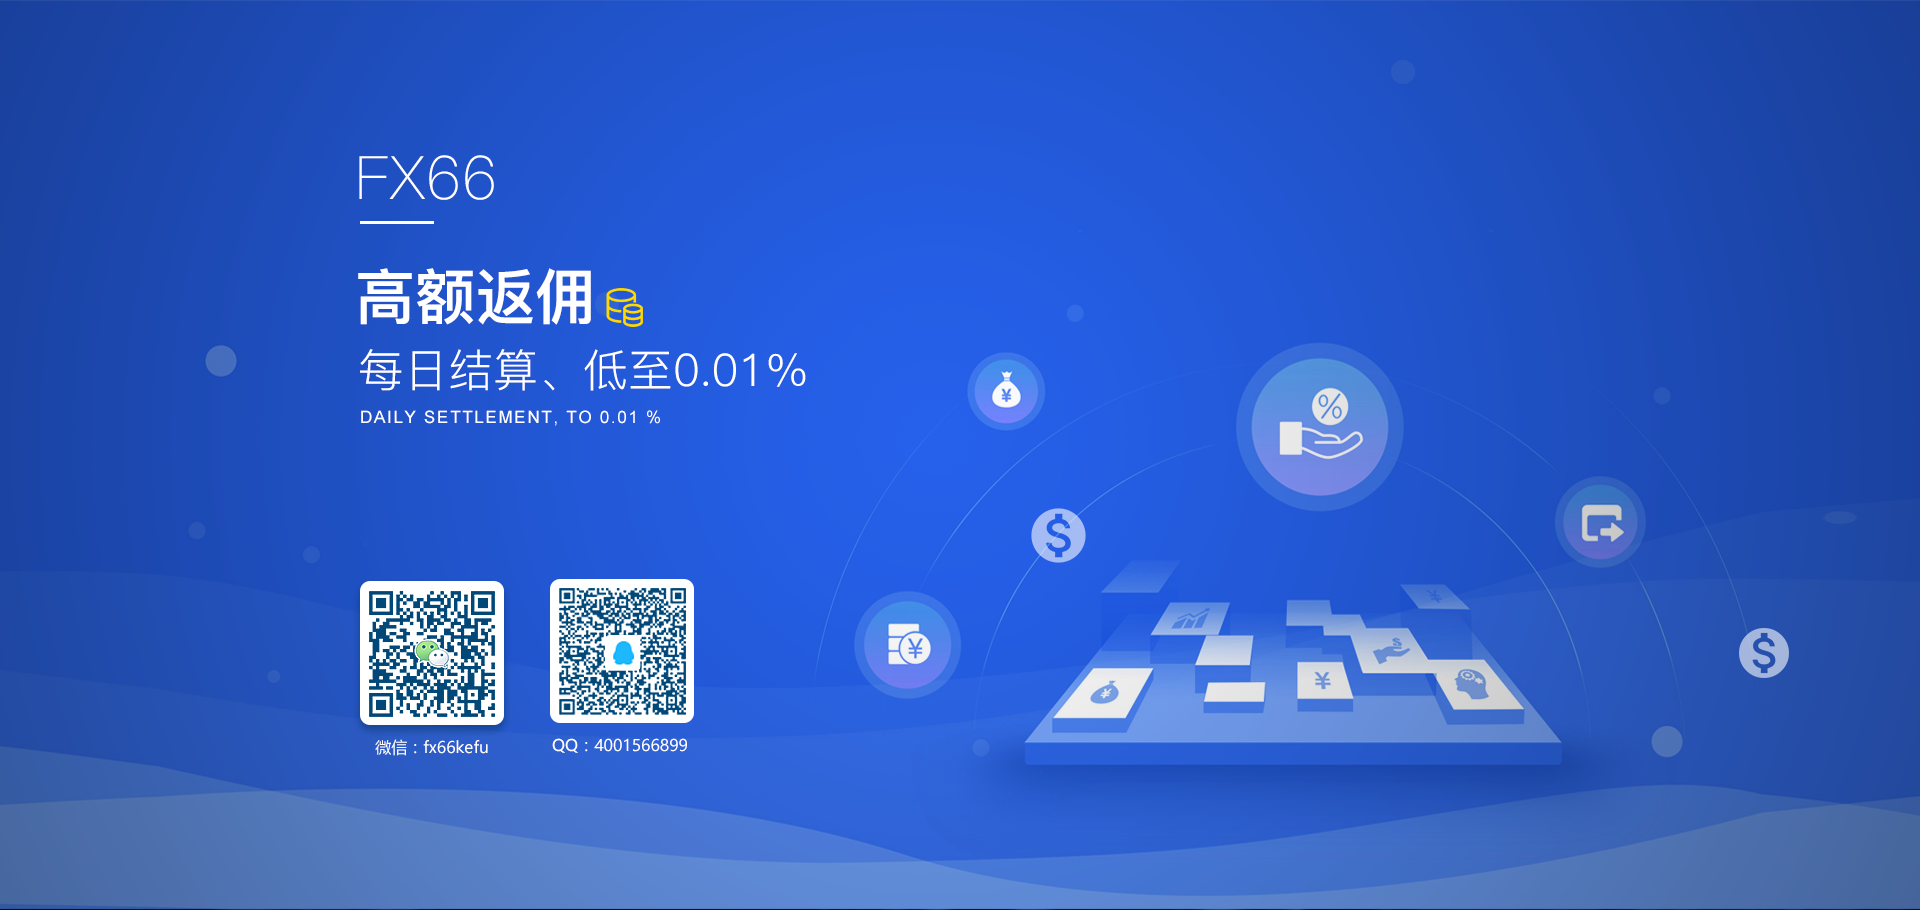 FX66
高额返佣
每日结算、低至0.01%
DAILY SETTLEMENT, TO 0.01 %
微信：fx66kefu
QQ：4001566899